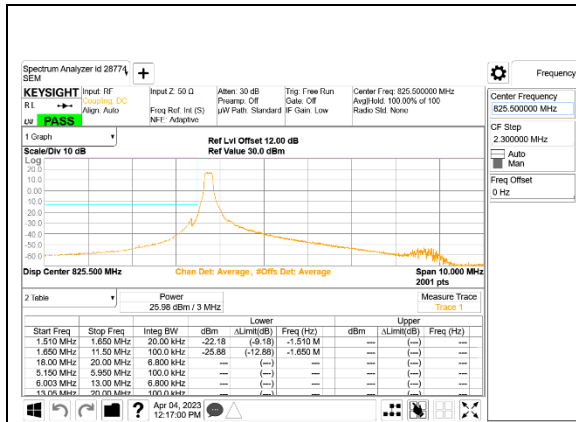 Spectrum Analyzer Id 28774
SEM
+
Frequency
KEYSIGHT Input: RF Input Z: 50 Ω Atten: 30 dB Trig: Free Run Center Freq: 825.500000 MHz
R L Coupling: DC Preamp: Off Gate: Off Avg|Hold: 100.00% of 100
Align: Auto Freq Ref: Int (S) µW Path: Standard IF Gain: Low Radio Std: None
NFE: Adaptive
PASS
Center Frequency
825.500000 MHz
CF Step
2.300000 MHz
Auto
Man
Freq Offset
0 Hz
1 Graph
Ref Lvl Offset 12.00 dB
Scale/Div 10 dB Ref Value 30.0 dBm
Log
20.0
10.0
0.00
-10.0
-20.0
-30.0
-40.0
-50.0
-60.0
Disp Center 825.500 MHz Chan Det: Average, #Offs Det: Average Span 10.000 MHz
2001 pts
2 Table Power Measure Trace
25.98 dBm / 3 MHz Trace 1
Lower Upper
Start Freq Stop Freq Integ BW dBm ΔLimit(dB) Freq (Hz) dBm ΔLimit(dB) Freq (Hz)
1.510 MHz 1.650 MHz 20.00 kHz -22.18 (-9.18) -1.510 M --- (---) ---
1.650 MHz 11.50 MHz 100.0 kHz -25.88 (-12.88) -1.650 M --- (---) ---
18.00 MHz 20.00 MHz 6.800 kHz --- (---) --- (---) ---
5.150 MHz 5.950 MHz 100.0 kHz --- (---) --- (---) ---
6.003 MHz 13.00 MHz 6.800 kHz --- (---) --- (---) ---
13.05 MHz 20.00 MHz 100.0 kHz --- (---) --- (---) ---
? Apr 04, 2023
12:17:00 PM